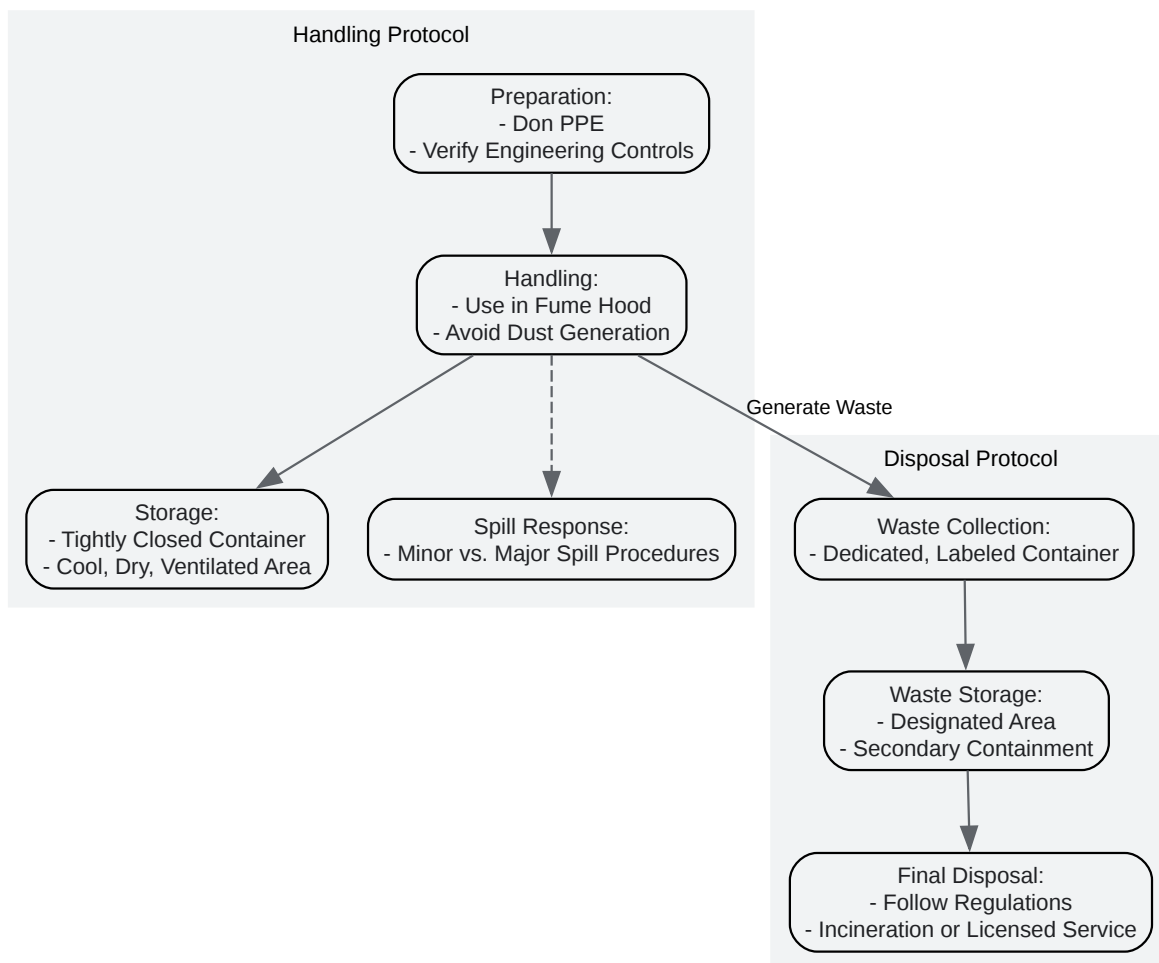 Handling Protocol
Preparation:
- Don PPE
- Verify Engineering Controls
Handling:
- Use in Fume Hood
- Avoid Dust Generation
Generate Waste
Disposal Protocol
Storage:
- Tightly Closed Container
- Cool, Dry, Ventilated Area
Spill Response:
- Minor vs. Major Spill Procedures
Waste Collection:
- Dedicated, Labeled Container
Waste Storage:
- Designated Area
- Secondary Containment
Final Disposal:
- Follow Regulations
- Incineration or Licensed Service